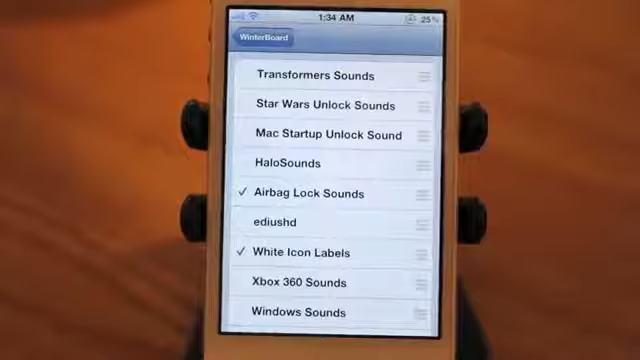 1:34 AM 25%
WinterBoard
Transformers Sounds
Star Wars Unlock Sounds
Mac Startup Unlock Sound
HaloSounds
✓ Airbag Lock Sounds
ediushd
✓ White Icon Labels
Xbox 360 Sounds
Windows Sounds